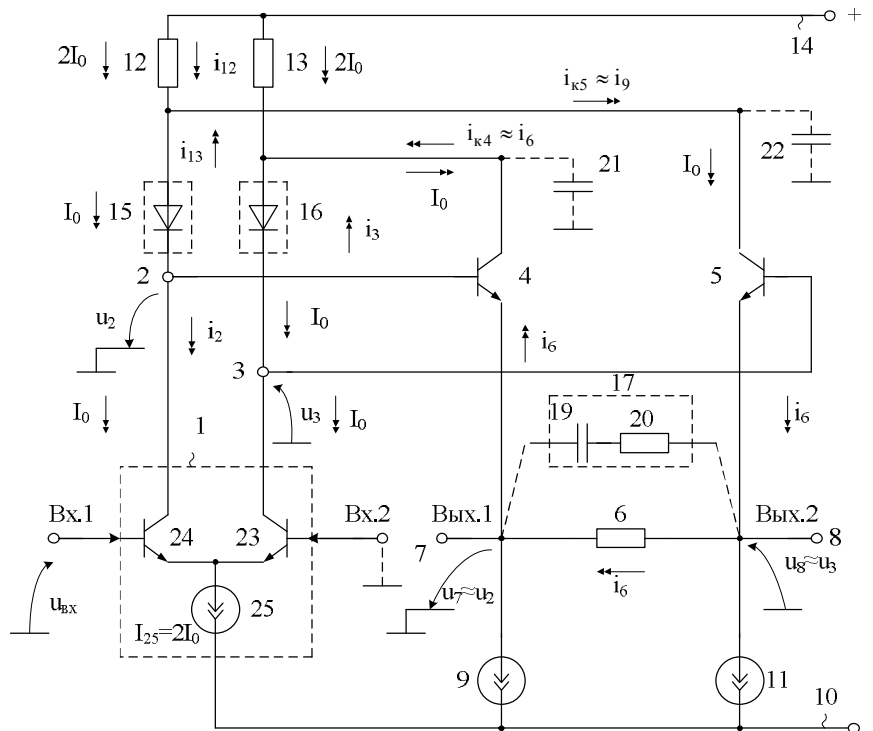 +
14
2I₀
12
i₁₂
13
2I₀
iк5 ≈ i₉
iк4 ≈ i₆
i₁₃
I₀
21
I₀
22
I₀
15
16
i₃
2
4
5
u₂
i₂
I₀
i₆
3
I₀
1
u₃
I₀
17
19
20
i₆
Вх.1
24
23
Вх.2
Вых.1
6
Вых.2
7
8
uвх
25
I₂₅=2I₀
u₇≈u₂
i₆
u₈≈u₃
9
11
10